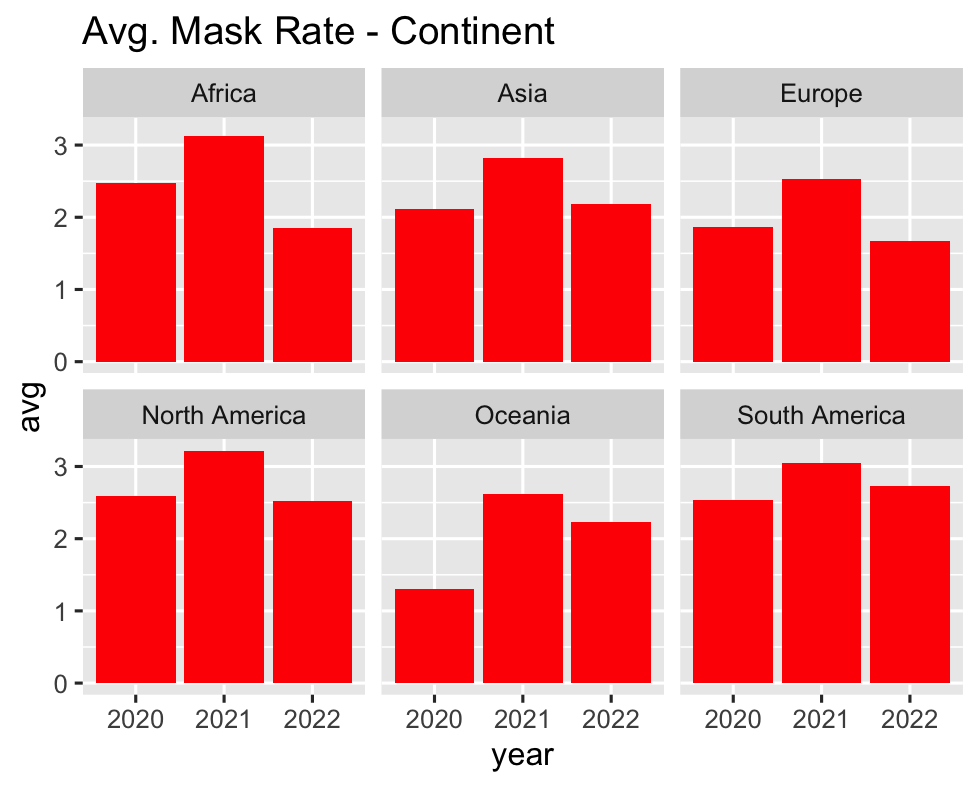 Avg. Mask Rate - Continent
Africa Asia Europe
3
2
1
0
avg
North America Oceania South America
3
2
1
0
2020 2021 2022 2020 2021 2022 2020 2021 2022
year